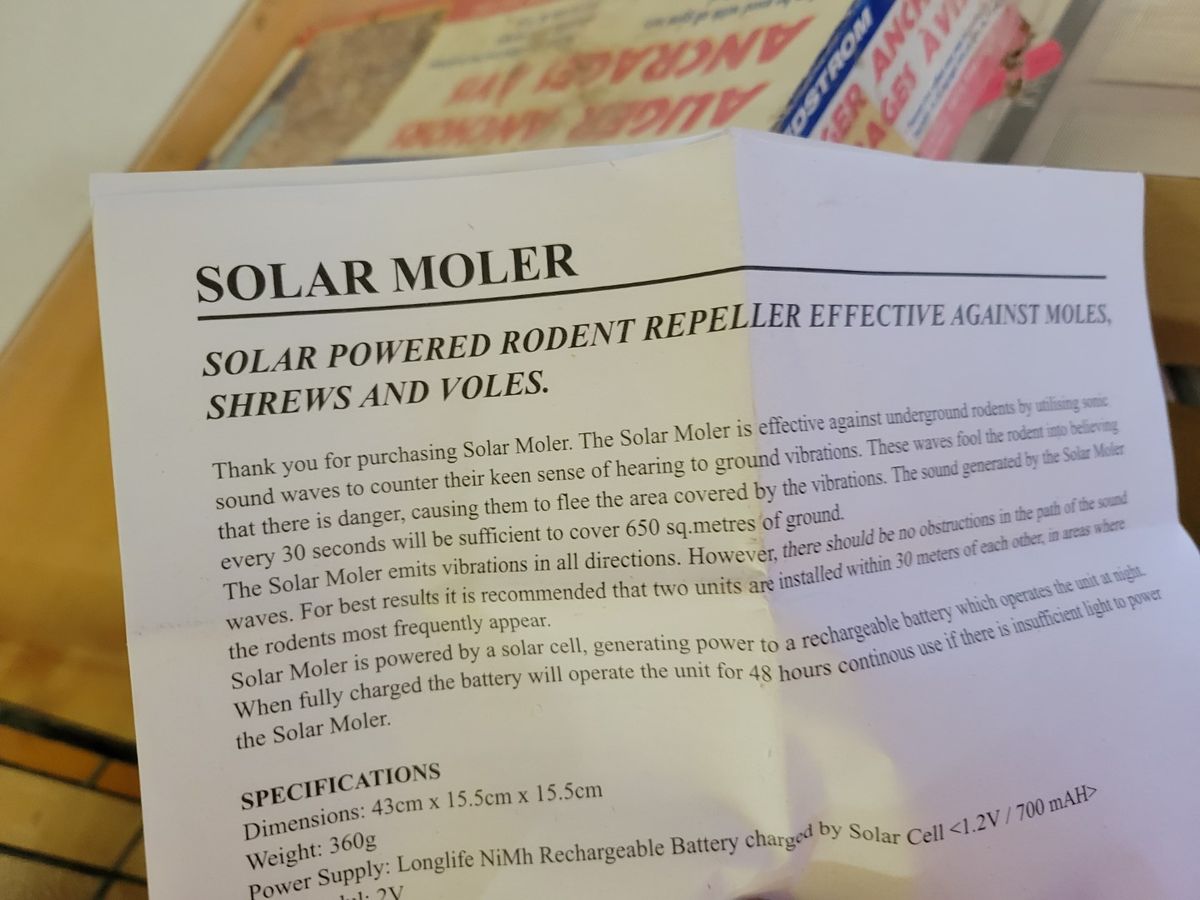 AUGER ANCHORS
ANCRAGES À VIS
SOLAR MOLER
SOLAR POWERED RODENT REPELLER EFFECTIVE AGAINST MOLES,
SHREWS AND VOLES.
Thank you for purchasing Solar Moler. The Solar Moler is effective against underground rodents by utilising sonic
sound waves to counter their keen sense of hearing to ground vibrations. These waves fool the rodent into believing
that there is danger, causing them to flee the area covered by the vibrations. The sound generated by the Solar Moler
every 30 seconds will be sufficient to cover 650 sq.metres of ground.
The Solar Moler emits vibrations in all directions. However, there should be no obstructions in the path of the sound
waves. For best results it is recommended that two units are installed within 30 meters of each other, in areas where
the rodents most frequently appear.
Solar Moler is powered by a solar cell, generating power to a rechargeable battery which operates the unit at night.
When fully charged the battery will operate the unit for 48 hours continous use if there is insufficient light to power
the Solar Moler.
SPECIFICATIONS
Dimensions: 43cm x 15.5cm x 15.5cm
Weight: 360g
Power Supply: Longlife NiMh Rechargeable Battery charged by Solar Cell <1.2V / 700 mAH>
2V